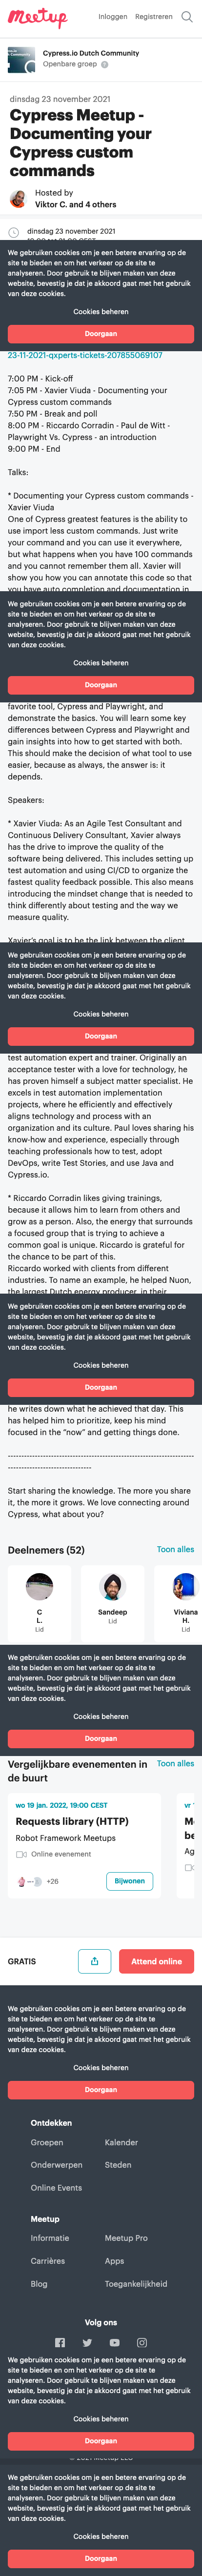 Meetup
Inloggen Registreren
Cypress.io Dutch Community
Openbare groep ?
dinsdag 23 november 2021
Cypress Meetup -
Documenting your
Cypress custom
commands
Hosted by
Viktor C. and 4 others
dinsdag 23 november 2021
We gebruiken cookies om je een betere ervaring op de
site te bieden en om het verkeer op de site te
analyseren. Door gebruik te blijven maken van deze
website, bevestig je dat je akkoord gaat met het gebruik
van deze cookies.
Cookies beheren
Doorgaan
23-11-2021-qxperts-tickets-207855069107
7:00 PM - Kick-off
7:05 PM - Xavier Viuda - Documenting your
Cypress custom commands
7:50 PM - Break and poll
8:00 PM - Riccardo Corradin - Paul de Witt -
Playwright Vs. Cypress - an introduction
9:00 PM - End
Talks:
* Documenting your Cypress custom commands -
Xavier Viuda
One of Cypress greatest features is the ability to
use import less custom commands. Just write
your command and you can use it everywhere,
but what happens when you have 100 commands
and you cannot remember them all. Xavier will
show you how you can annotate this code so that
you have auto completion and documentation in
We gebruiken cookies om je een betere ervaring op de
site te bieden en om het verkeer op de site te
analyseren. Door gebruik te blijven maken van deze
website, bevestig je dat je akkoord gaat met het gebruik
van deze cookies.
Cookies beheren
Doorgaan
favorite tool, Cypress and Playwright, and
demonstrate the basics. You will learn some key
differences between Cypress and Playwright and
gain insights into how to get started with both.
This should make the decision of what tool to use
easier, because as always, the answer is: it
depends.
Speakers:
* Xavier Viuda: As an Agile Test Consultant and
Continuous Delivery Consultant, Xavier always
has the drive to improve the quality of the
software being delivered. This includes setting up
test automation and using CI/CD to organize the
fastest quality feedback possible. This also means
introducing the mindset change that is needed to
think differently about testing and the way we
measure quality.
Xavier's goal is to be the link between the client
We gebruiken cookies om je een betere ervaring op de
site te bieden en om het verkeer op de site te
analyseren. Door gebruik te blijven maken van deze
website, bevestig je dat je akkoord gaat met het gebruik
van deze cookies.
Cookies beheren
Doorgaan
test automation expert and trainer. Originally an
acceptance tester with a love for technology, he
has proven himself a subject matter specialist. He
excels in test automation implementation
projects, where he efficiently and effectively
aligns technology and process with an
organization and its culture. Paul loves sharing his
know-how and experience, especially through
teaching professionals how to test, adopt
DevOps, write Test Stories, and use Java and
Cypress.io.
* Riccardo Corradin likes giving trainings,
because it allows him to learn from others and
grow as a person. Also, the energy that surrounds
a focused group that is trying to achieve a
common goal is unique. Riccardo is grateful for
the chance to be part of this.
Riccardo worked with clients from different
industries. To name an example, he helped Nuon,
the largest Dutch energy producer, in their
We gebruiken cookies om je een betere ervaring op de
site te bieden en om het verkeer op de site te
analyseren. Door gebruik te blijven maken van deze
website, bevestig je dat je akkoord gaat met het gebruik
van deze cookies.
Cookies beheren
Doorgaan
he writes down what he achieved that day. This
has helped him to prioritize, keep his mind
focused in the “now” and getting things done.
---------------------------------------------------------------------
-------------------------------
Start sharing the knowledge. The more you share
it, the more it grows. We love connecting around
Cypress, what about you?
Deelnemers (52) Toon alles
C Sandeep Viviana
L. Lid H.
Lid Lid
We gebruiken cookies om je een betere ervaring op de
site te bieden en om het verkeer op de site te
analyseren. Door gebruik te blijven maken van deze
website, bevestig je dat je akkoord gaat met het gebruik
van deze cookies.
Cookies beheren
Doorgaan
Vergelijkbare evenementen in Toon alles
de buurt
wo 19 jan. 2022, 19:00 CEST
Requests library (HTTP)
Robot Framework Meetups
Online evenement
+26 Bijwonen
GRATIS Attend online
We gebruiken cookies om je een betere ervaring op de
site te bieden en om het verkeer op de site te
analyseren. Door gebruik te blijven maken van deze
website, bevestig je dat je akkoord gaat met het gebruik
van deze cookies.
Cookies beheren
Doorgaan
Ontdekken
Groepen Kalender
Onderwerpen Steden
Online Events
Meetup
Informatie Meetup Pro
Carrières Apps
Blog Toegankelijkheid
Volg ons
We gebruiken cookies om je een betere ervaring op de
site te bieden en om het verkeer op de site te
analyseren. Door gebruik te blijven maken van deze
website, bevestig je dat je akkoord gaat met het gebruik
van deze cookies.
Cookies beheren
Doorgaan
We gebruiken cookies om je een betere ervaring op de
site te bieden en om het verkeer op de site te
analyseren. Door gebruik te blijven maken van deze
website, bevestig je dat je akkoord gaat met het gebruik
van deze cookies.
Cookies beheren
Doorgaan